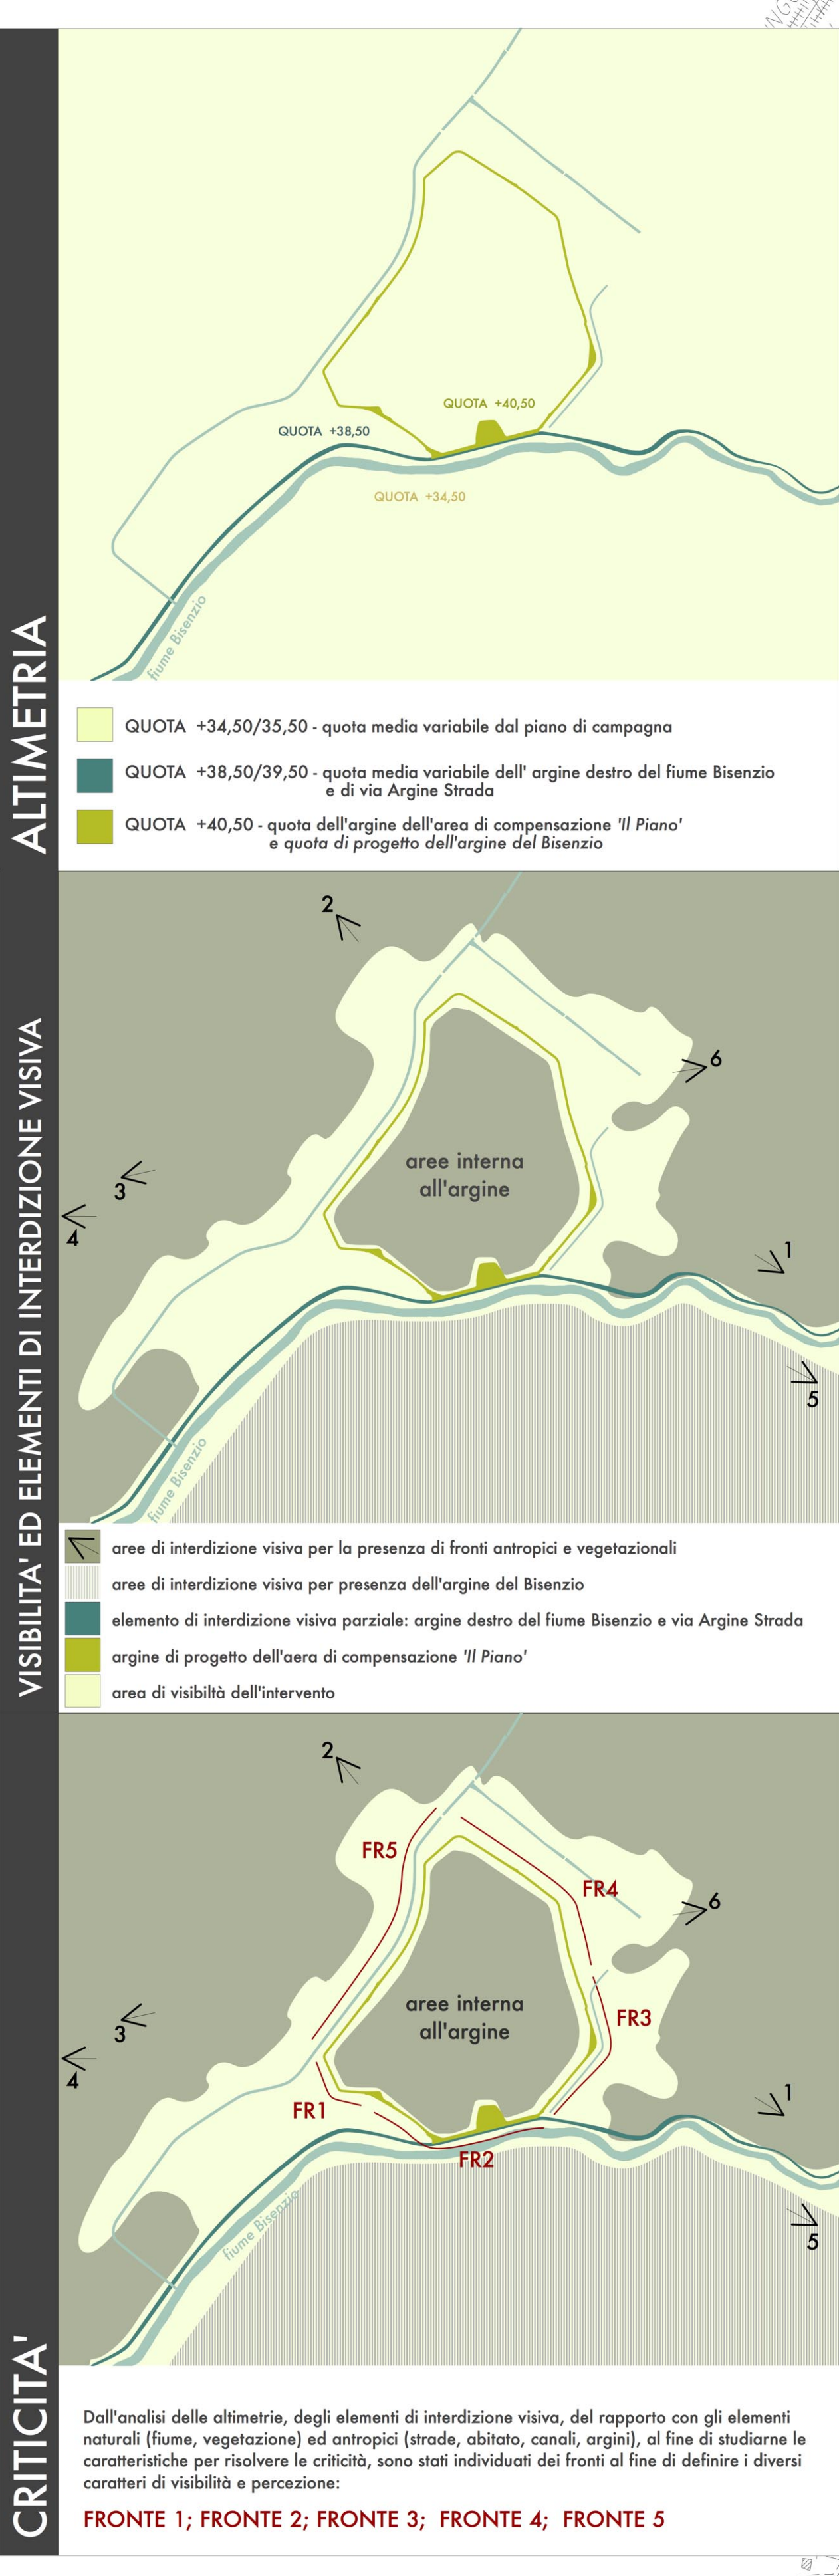 ALTIMETRIA
QUOTA +40,50
QUOTA +38,50
QUOTA +34,50
fiume Bisenzio
QUOTA +34,50/35,50 - quota media variabile dal piano di campagna
QUOTA +38,50/39,50 - quota media variabile dell' argine destro del fiume Bisenzio
e di via Argine Strada
QUOTA +40,50 - quota dell'argine dell'area di compensazione 'Il Piano'
e quota di progetto dell'argine del Bisenzio
VISIBILITA' ED ELEMENTI DI INTERDIZIONE VISIVA
2
6
aree interna
all'argine
3
4
1
5
fiume Bisenzio
aree di interdizione visiva per la presenza di fronti antropici e vegetazionali
aree di interdizione visiva per presenza dell'argine del Bisenzio
elemento di interdizione visiva parziale: argine destro del fiume Bisenzio e via Argine Strada
argine di progetto dell'aera di compensazione 'Il Piano'
area di visibiltà dell'intervento
CRITICITA'
2
FR5
FR4
6
aree interna
all'argine
FR3
3
4
FR1
1
FR2
5
fiume Bisenzio
Dall'analisi delle altimetrie, degli elementi di interdizione visiva, del rapporto con gli elementi
naturali (fiume, vegetazione) ed antropici (strade, abitato, canali, argini), al fine di studiarne le
caratteristiche per risolvere le criticità, sono stati individuati dei fronti al fine di definire i diversi
caratteri di visibilità e percezione:
FRONTE 1; FRONTE 2; FRONTE 3; FRONTE 4; FRONTE 5